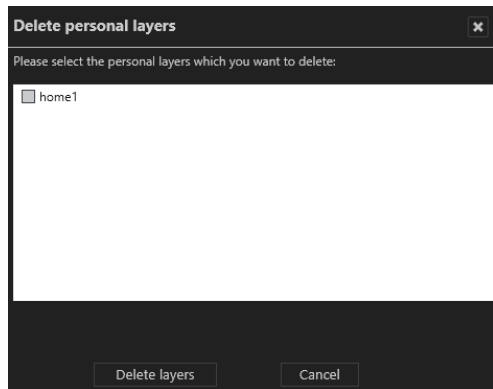 Delete personal layers
Please select the personal layers which you want to delete:
home1
Delete layers
Cancel